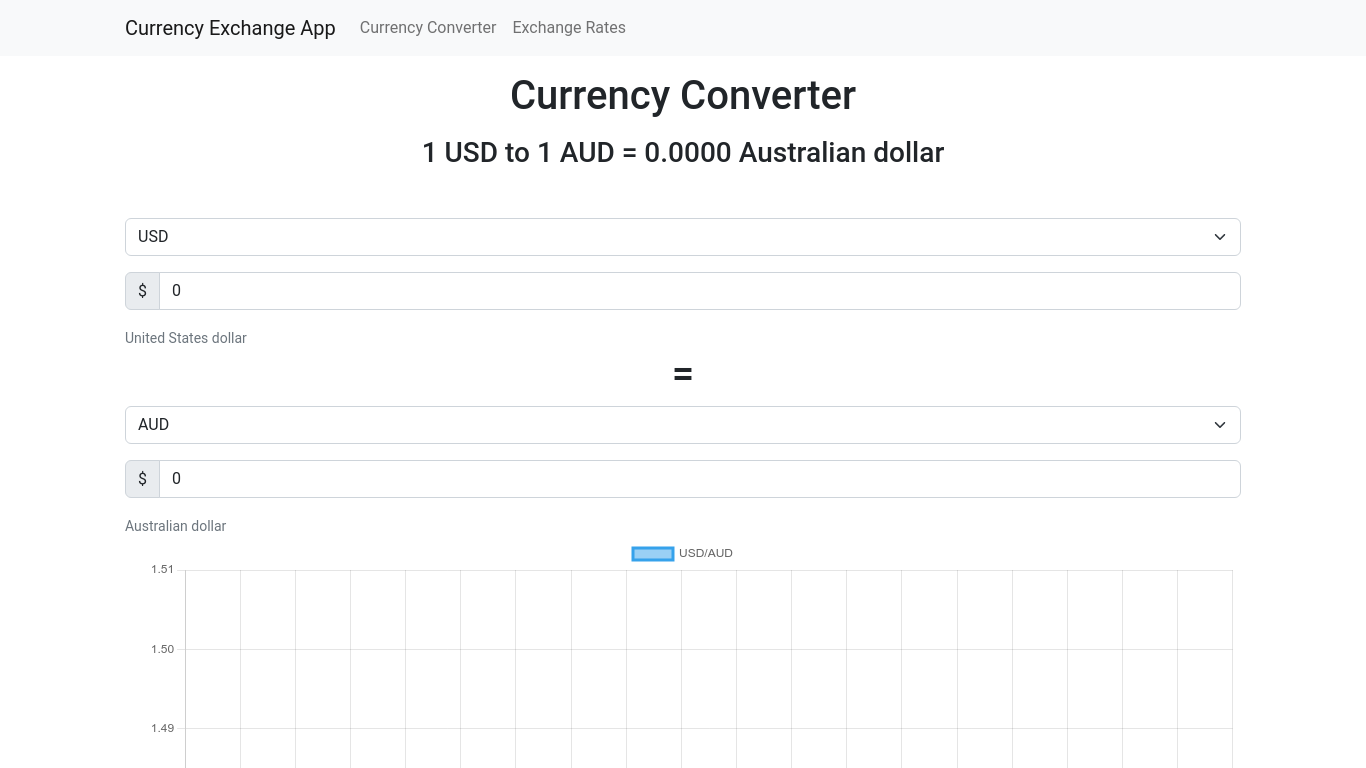 Currency Exchange App Currency Converter Exchange Rates
Currency Converter
1 USD to 1 AUD = 0.0000 Australian dollar
USD
$ 0
United States dollar
=
AUD
$ 0
Australian dollar
USD/AUD
1.51
1.50
1.49